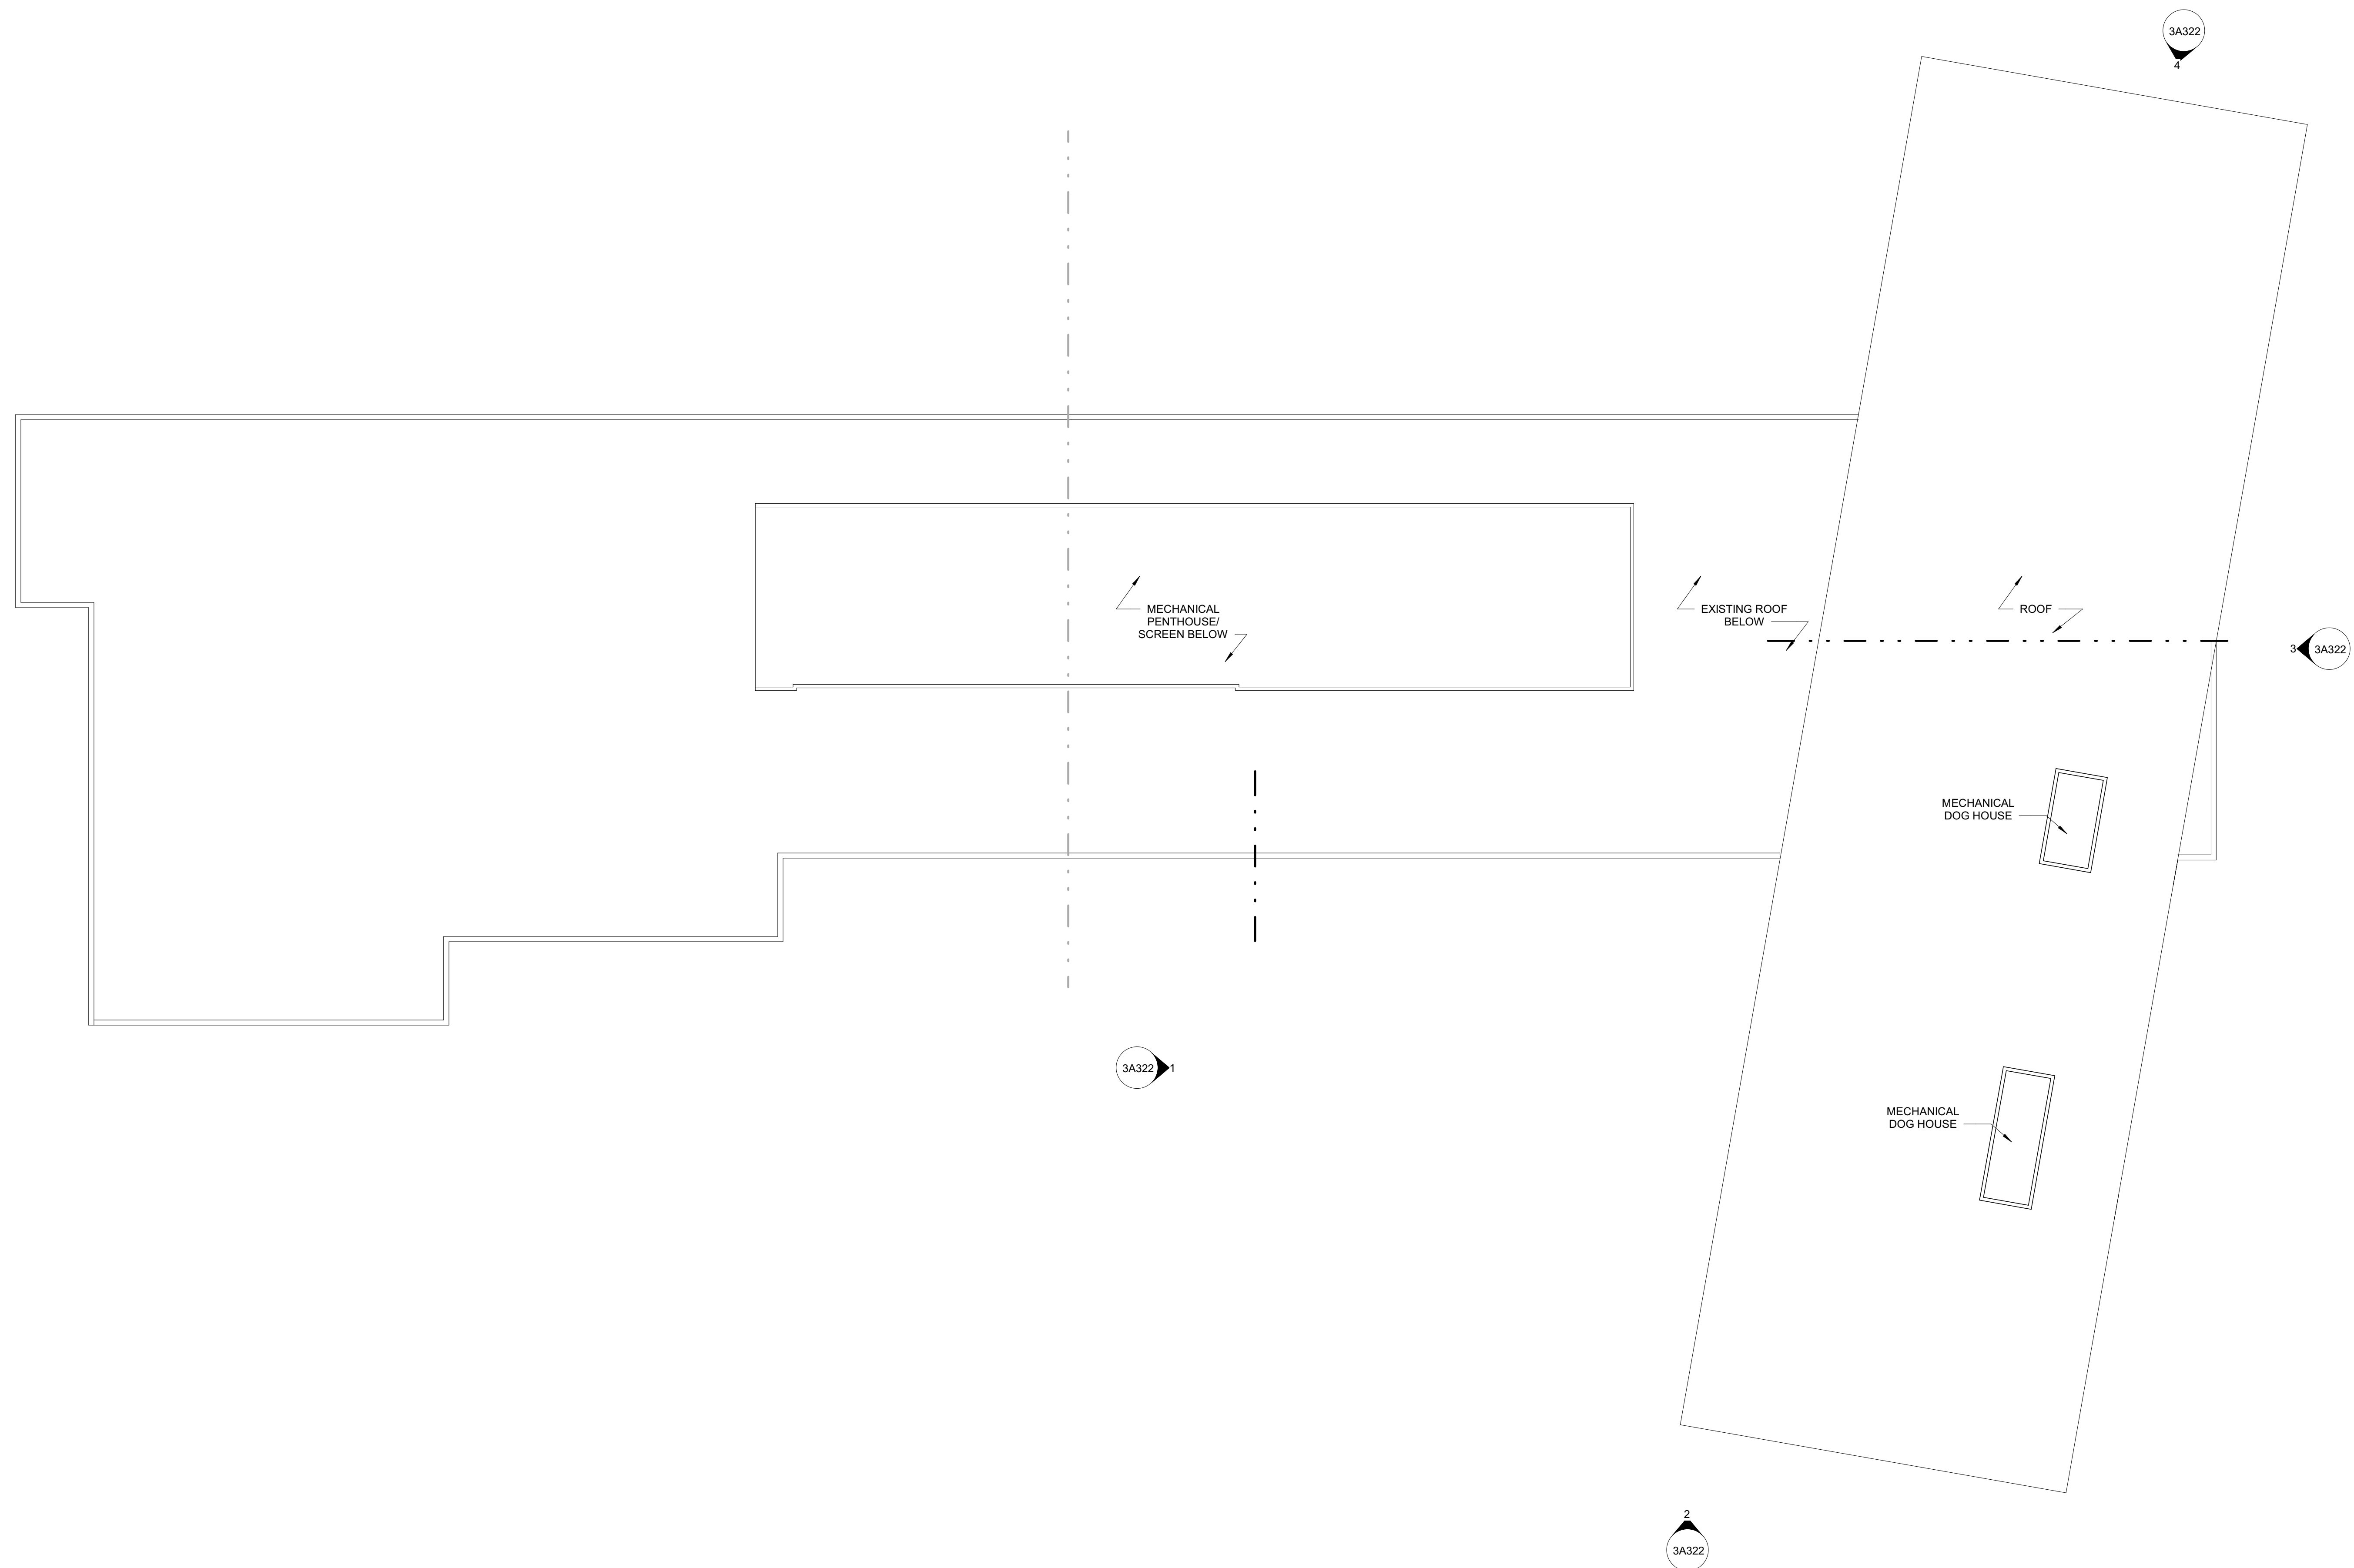 3A322
4
MECHANICAL
PENTHOUSE/
SCREEN BELOW
EXISTING ROOF
BELOW
ROOF
3
3A322
MECHANICAL
DOG HOUSE
3A322
1
MECHANICAL
DOG HOUSE
2
3A322